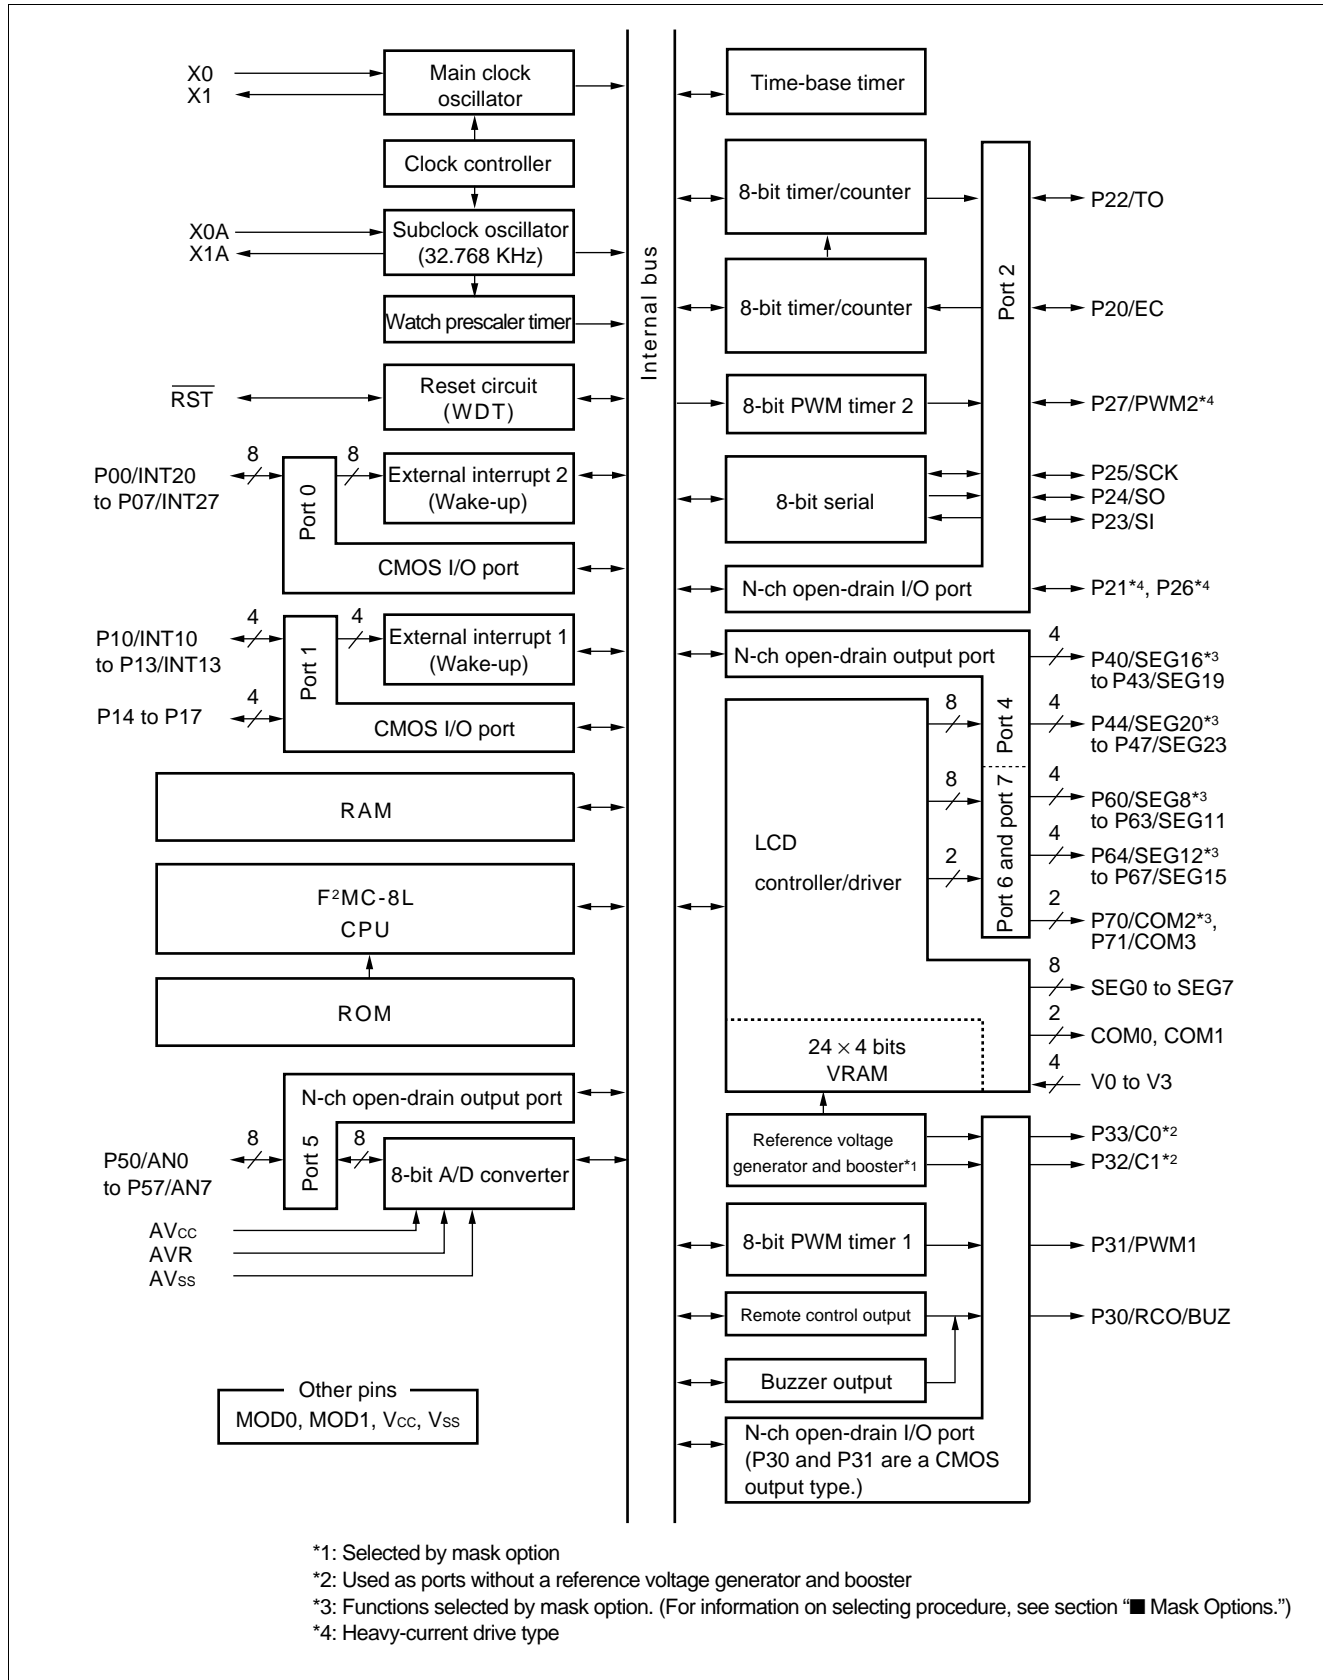 X0
X1
Main clock
oscillator
Clock controller
X0A
X1A
Subclock oscillator
(32.768 KHz)
Watch prescaler timer
RST
Reset circuit
(WDT)
P00/INT20
to P07/INT27
8
8
Port 0
External interrupt 2
(Wake-up)
CMOS I/O port
P10/INT10
to P13/INT13
4
4
Port 1
External interrupt 1
(Wake-up)
P14 to P17
4
CMOS I/O port
RAM
F²MC-8L
CPU
ROM
N-ch open-drain output port
P50/AN0
to P57/AN7
8
8
Port 5
8-bit A/D converter
AVCC
AVR
AVSS
Other pins
MOD0, MOD1, VCC, VSS
Internal bus
Time-base timer
8-bit timer/counter
P22/TO
8-bit timer/counter
Port 2
P20/EC
8-bit PWM timer 2
P27/PWM2*4
8-bit serial
P25/SCK
P24/SO
P23/SI
N-ch open-drain I/O port
P21*4, P26*4
N-ch open-drain output port
4
P40/SEG16*3
to P43/SEG19
8
Port 4
4
P44/SEG20*3
to P47/SEG23
8
Port 6 and port 7
4
P60/SEG8*3
to P63/SEG11
LCD
controller/driver
2
4
P64/SEG12*3
to P67/SEG15
2
P70/COM2*3,
P71/COM3
8
SEG0 to SEG7
2
COM0, COM1
24 × 4 bits
VRAM
4
V0 to V3
Reference voltage
generator and booster*1
P33/C0*2
P32/C1*2
8-bit PWM timer 1
P31/PWM1
Remote control output
P30/RCO/BUZ
Buzzer output
N-ch open-drain I/O port
(P30 and P31 are a CMOS
output type.)
*1: Selected by mask option
*2: Used as ports without a reference voltage generator and booster
*3: Functions selected by mask option. (For information on selecting procedure, see section “■ Mask Options.”)
*4: Heavy-current drive type